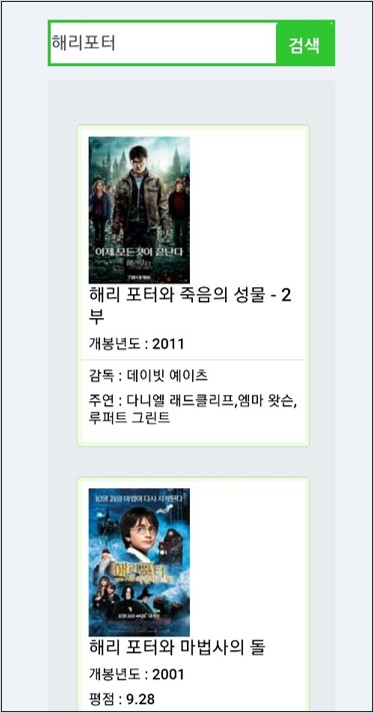 해리포터
검색
이제 모든것이 끝난다
해리 포터와 죽음의 성물 - 2
부
개봉년도 : 2011
감독 : 데이빗 예이츠
주연 : 다니엘 래드클리프,엠마 왓슨,
루퍼트 그린트
10월 24일 마법이 다시 시작된다
해리포터
해리 포터와 마법사의 돌
개봉년도 : 2001
평점 : 9.28